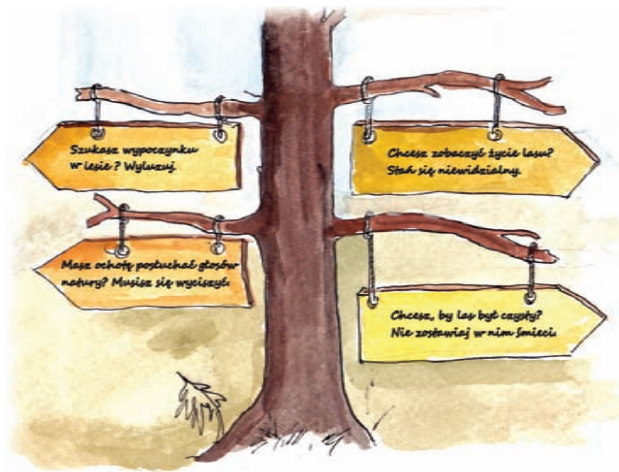 Szukasz wypoczynku
w lesie? Wyluzuj.
Chcesz zobaczyć życie lasu?
Stań się niewidzialny.
Masz ochotę posłuchać głosów
natury? Musisz się wyciszyć.
Chcesz, by las był czysty?
Nie zostawiaj w nim śmieci.